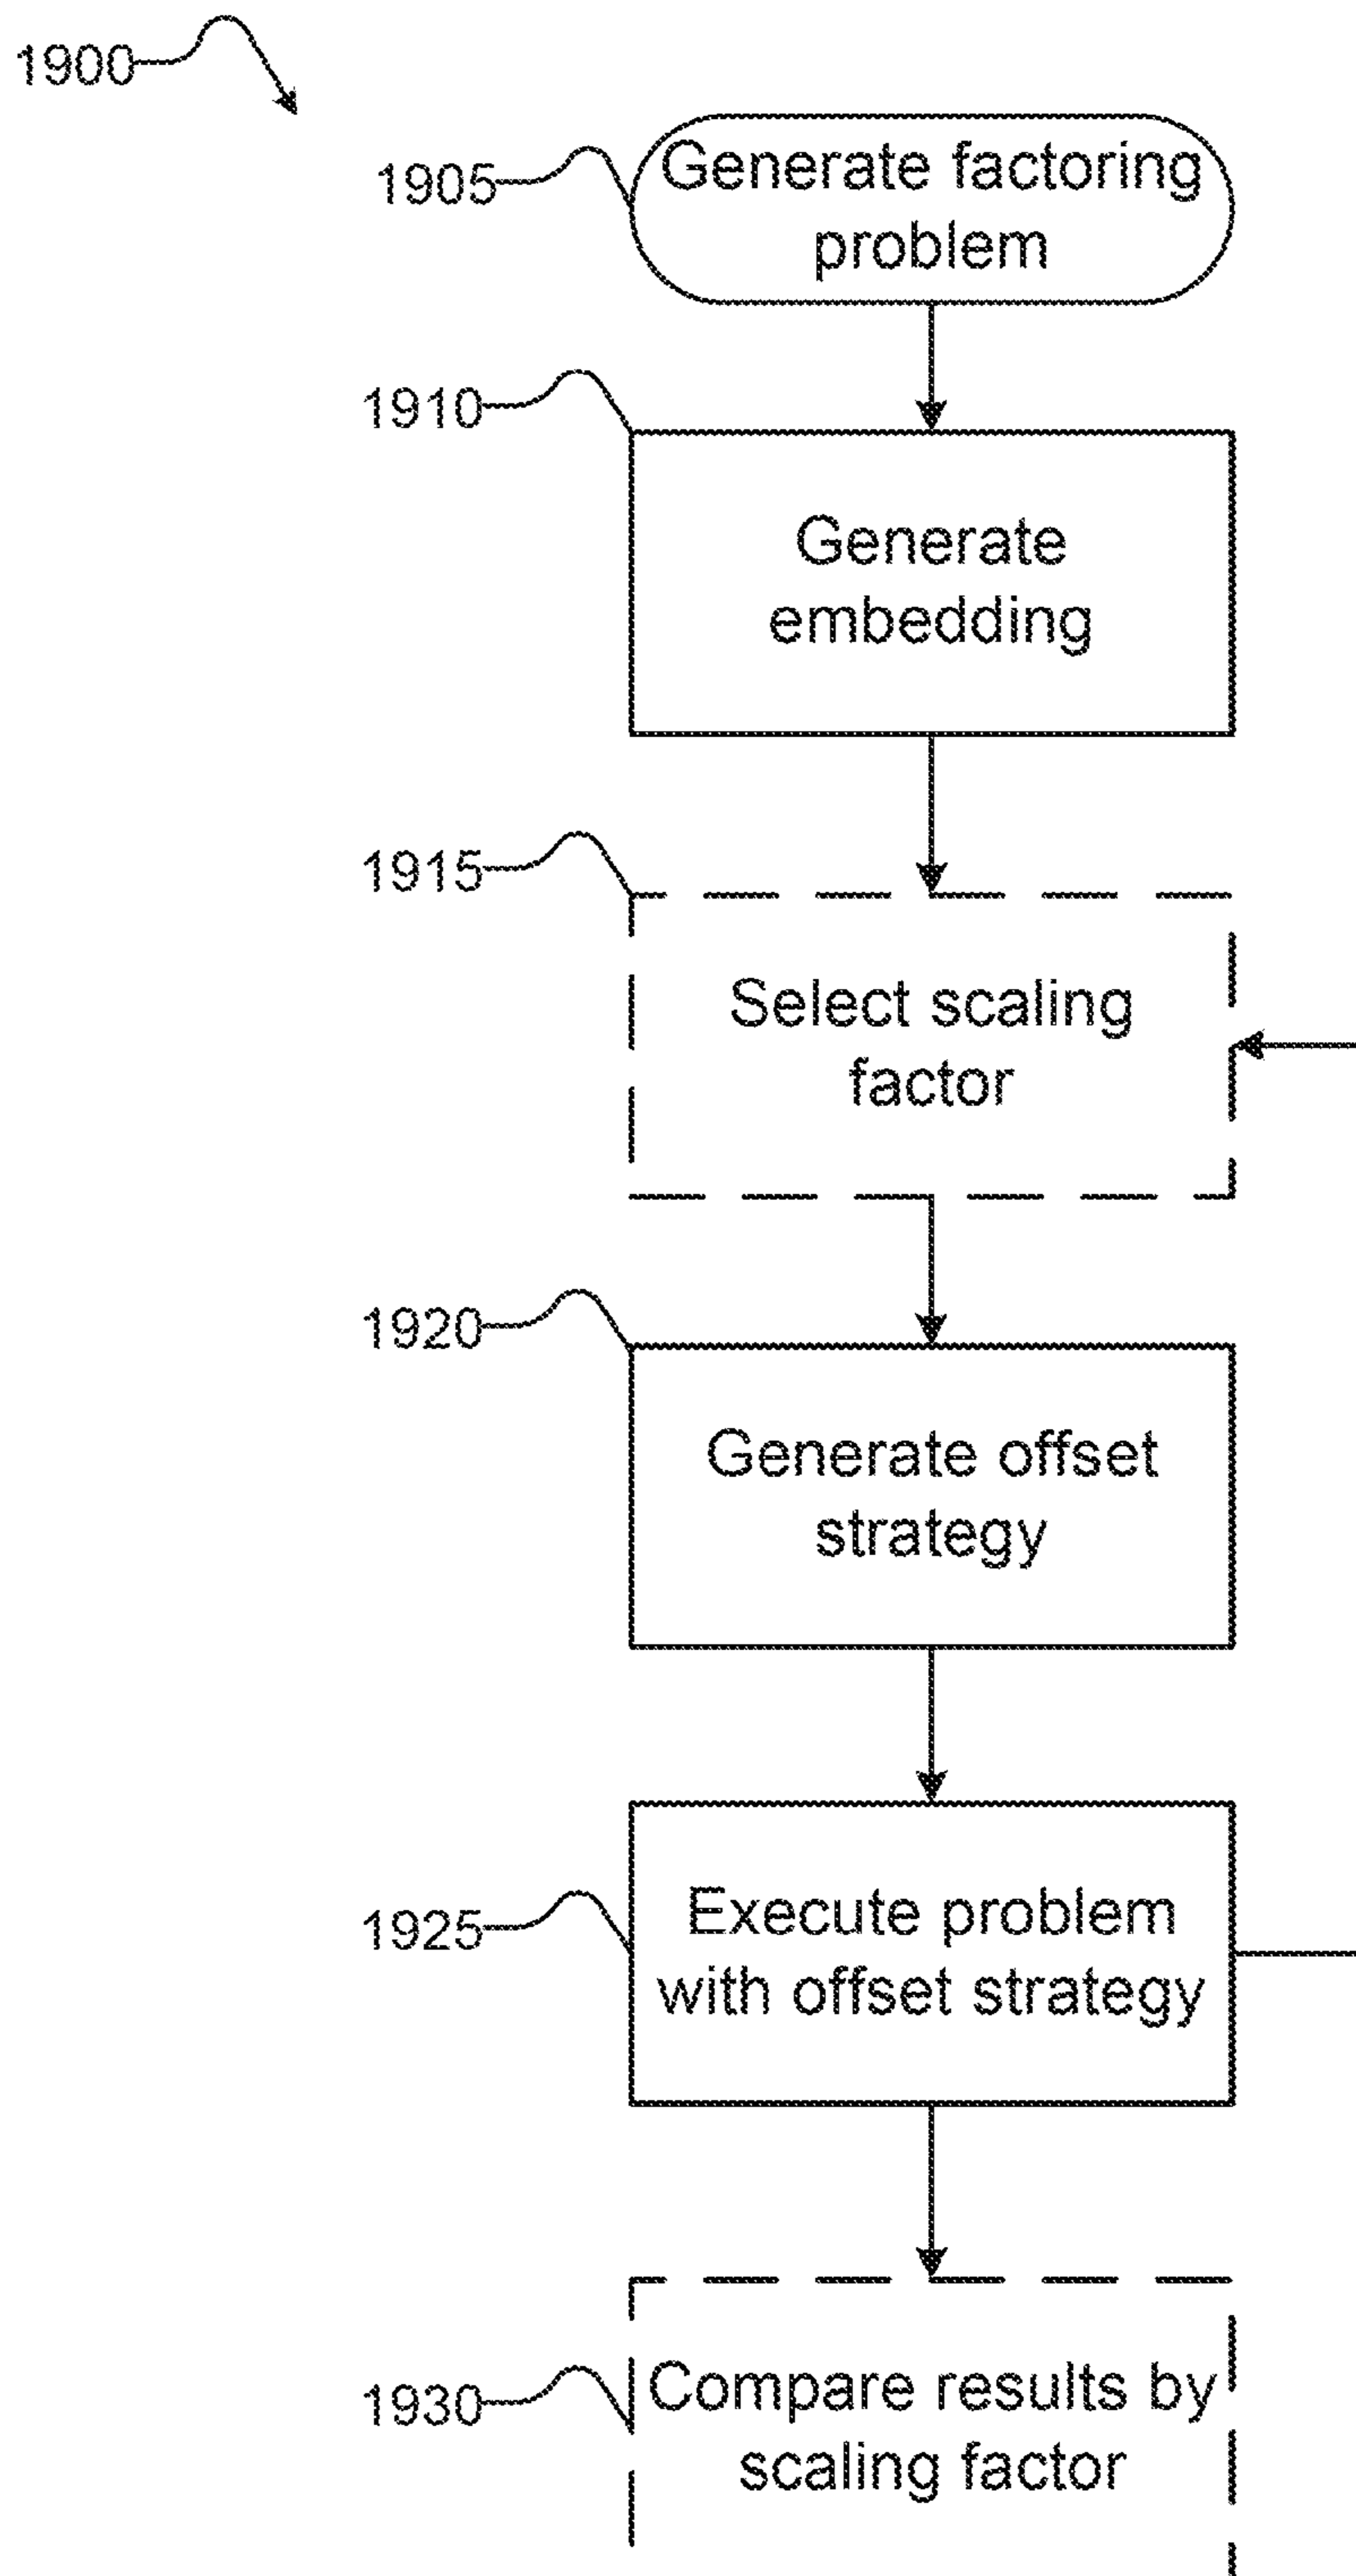 1900
1905
Generate factoring
problem
1910
Generate
embedding
1915
Select scaling
factor
1920
Generate offset
strategy
1925
Execute problem
with offset strategy
1930
Compare results by
scaling factor